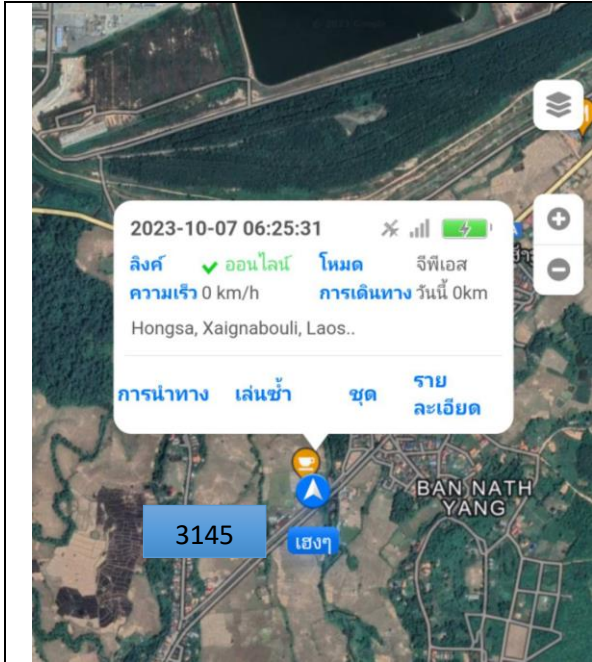 2023-10-07 06:25:31
ลิงค์ ออนไลน์ โหมด จีพีเอส
ความเร็ว 0 km/h การเดินทาง วันนี้ 0km
Hongsa, Xaignabouli, Laos..
การนำทาง เล่นซ้ำ ชุด ราย
ละเอียด
BAN NATH
YANG
3145
เฮงๆ